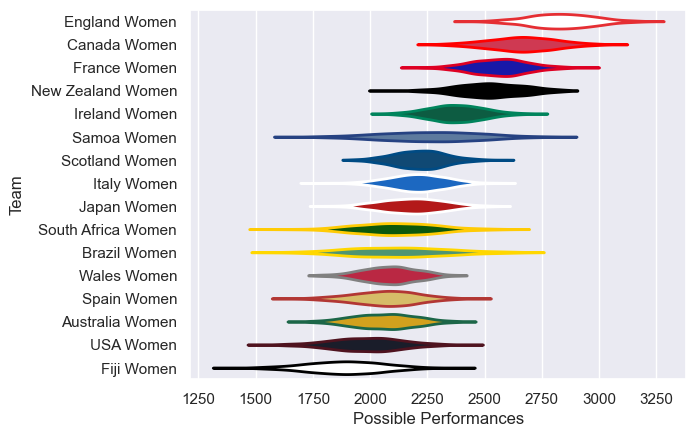 England Women
Canada Women
France Women
New Zealand Women
Ireland Women
Samoa Women
Scotland Women
Italy Women
Japan Women
South Africa Women
Brazil Women
Wales Women
Spain Women
Australia Women
USA Women
Fiji Women
Team
1250 1500 1750 2000 2250 2500 2750 3000 3250
Possible Performances